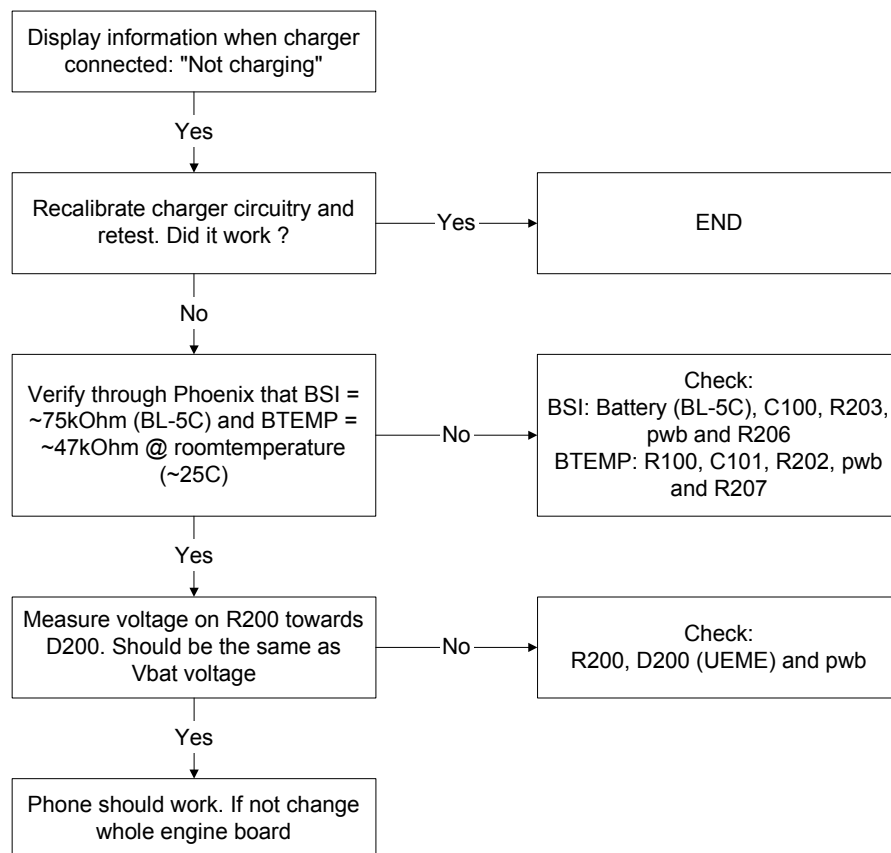 Display information when charger
connected: "Not charging"
Yes
Recalibrate charger circuitry and
retest. Did it work ?
Yes
END
No
Verify through Phoenix that BSI =
~75kOhm (BL-5C) and BTEMP =
~47kOhm @ roomtemperature
(~25C)
No
Check:
BSI: Battery (BL-5C), C100, R203,
pwb and R206
BTEMP: R100, C101, R202, pwb
and R207
Yes
Measure voltage on R200 towards
D200. Should be the same as
Vbat voltage
No
Check:
R200, D200 (UEME) and pwb
Yes
Phone should work. If not change
whole engine board